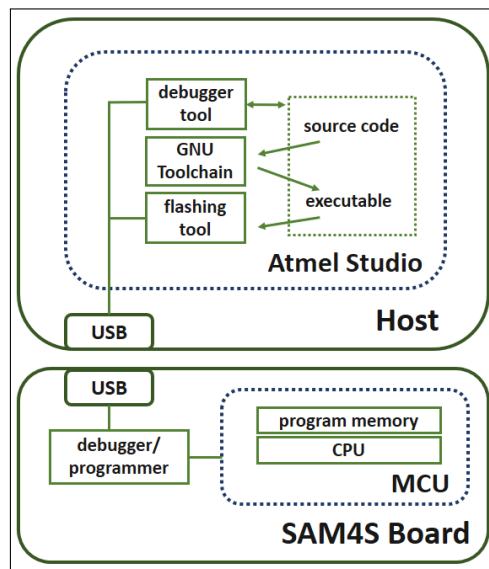 debugger
tool
source code
GNU
Toolchain
executable
flashing
tool
Atmel Studio
Host
USB
USB
program memory
debugger/
programmer
CPU
MCU
SAM4S Board